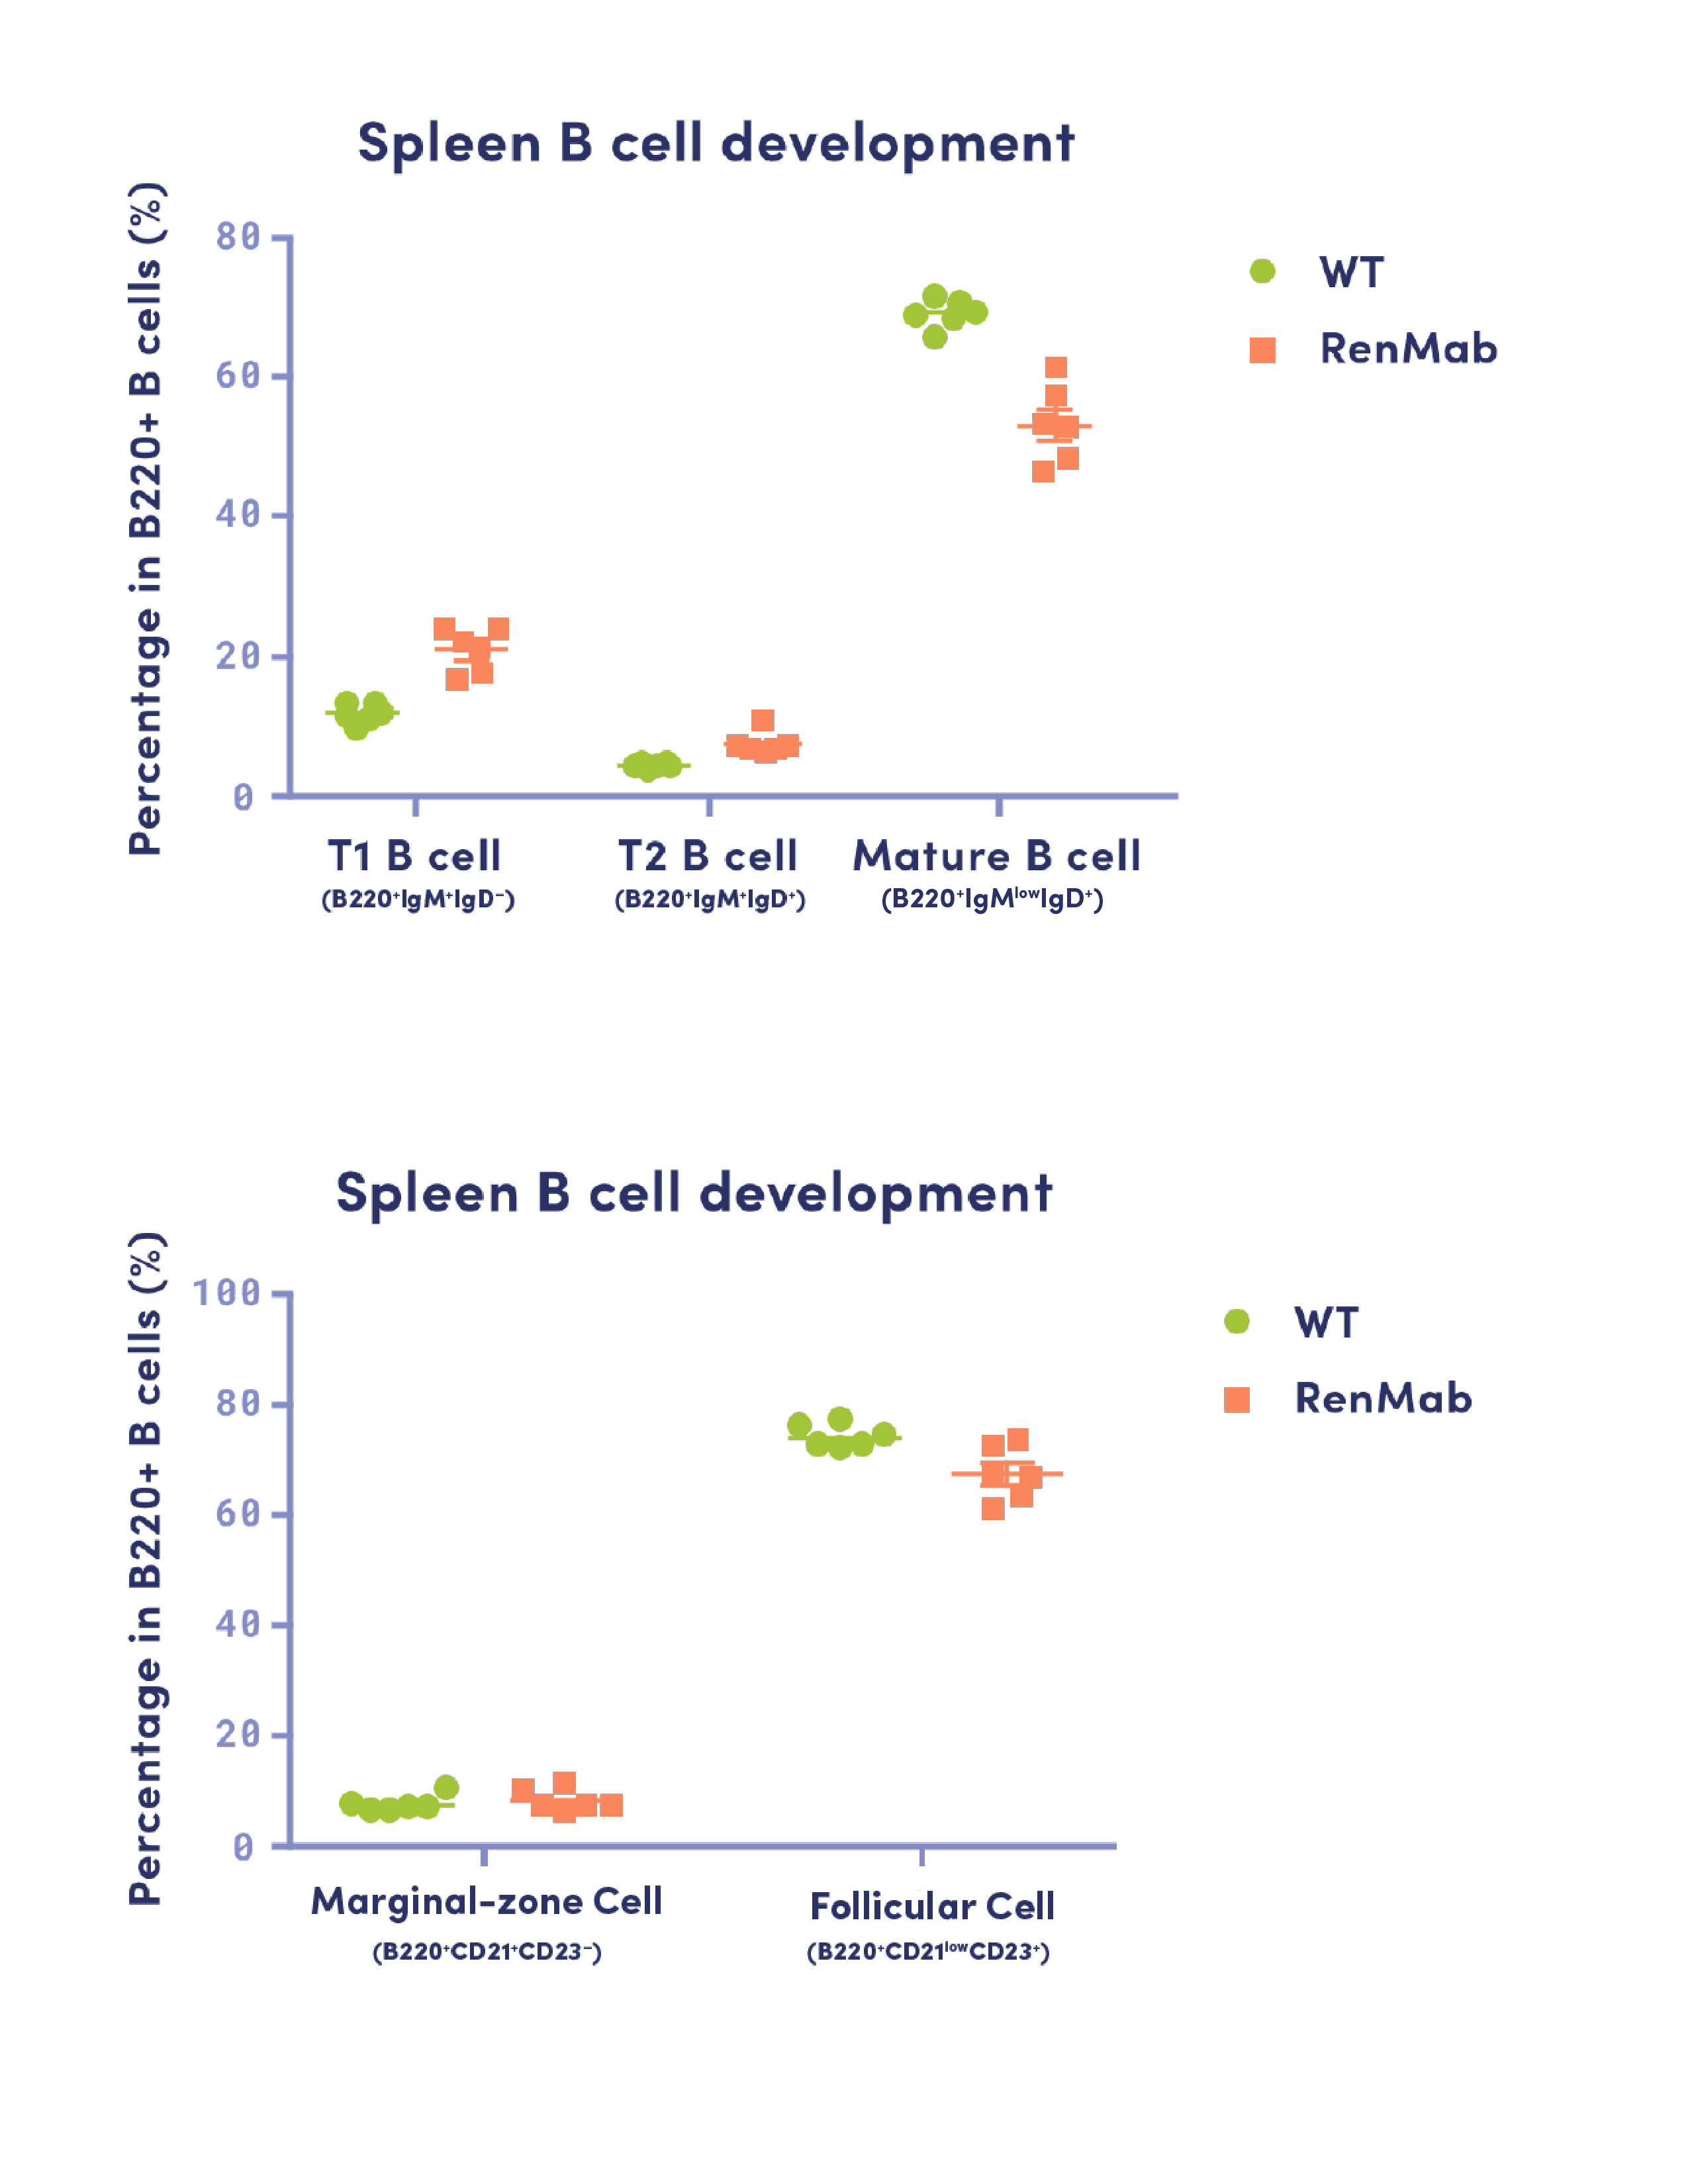 Spleen B cell development
Percentage in B220+ B cells (%)
80
60
40
20
0
WT
RenMab
T1 B cell
(B220⁺IgM⁺IgD⁻)
T2 B cell
(B220⁺IgM⁺IgD⁺)
Mature B cell
(B220⁺IgMˡᵒʷIgD⁺)
Spleen B cell development
Percentage in B220+ B cells (%)
100
80
60
40
20
0
WT
RenMab
Marginal-zone Cell
(B220⁺CD21⁺CD23⁻)
Follicular Cell
(B220⁺CD21ˡᵒʷCD23⁺)